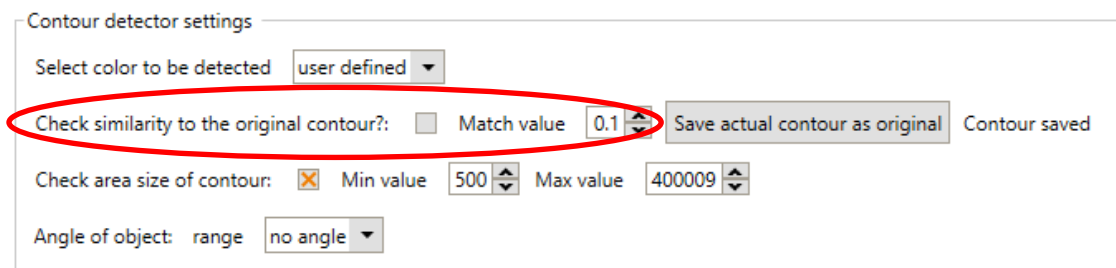 Contour detector settings
Select color to be detected user defined
Check similarity to the original contour?: Match value 0.1 Save actual contour as original Contour saved
Check area size of contour: Min value 500 Max value 400009
Angle of object: range no angle